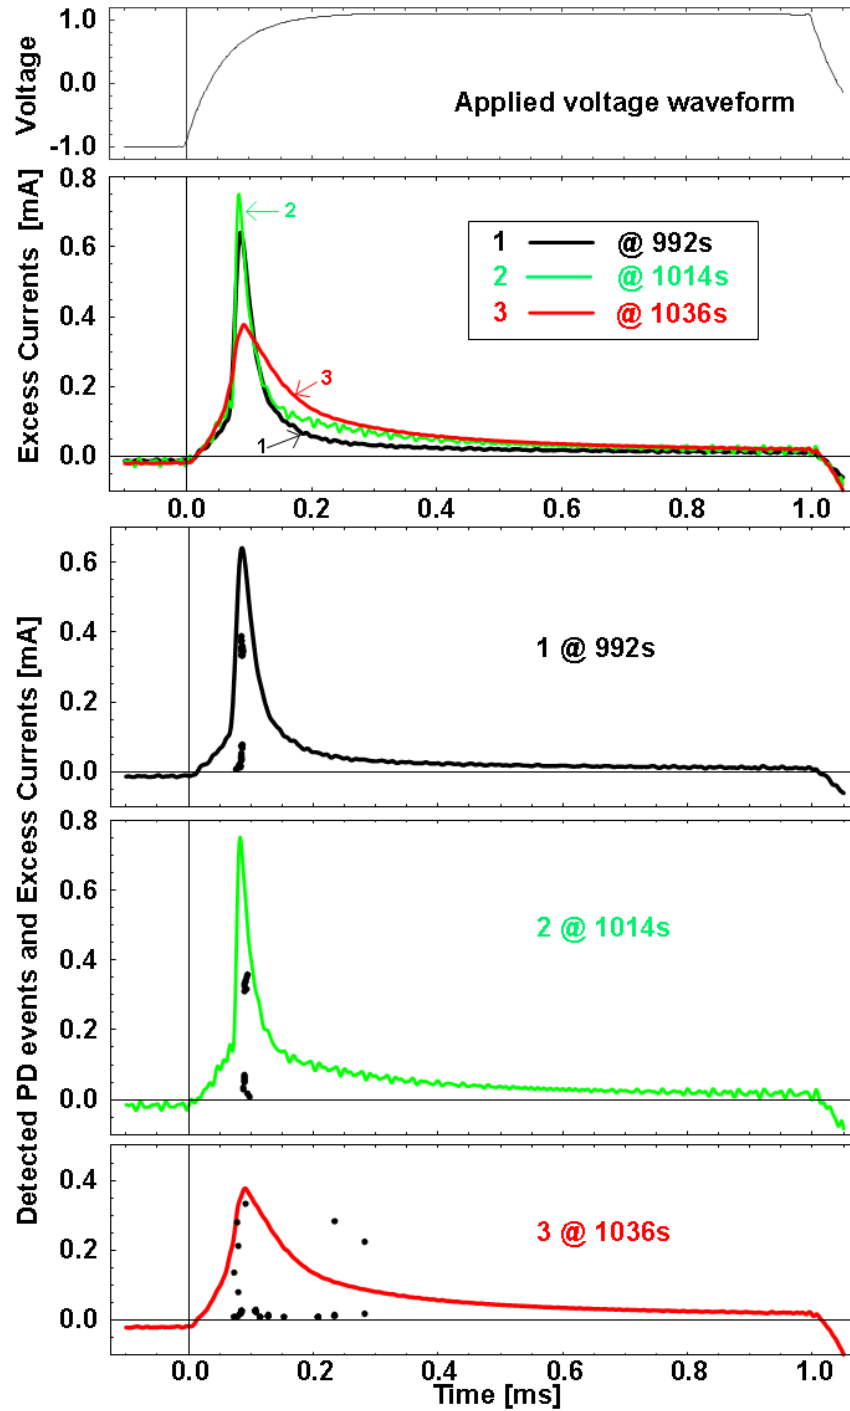 Voltage
1.0
0.0
-1.0
Applied voltage waveform
Excess Currents [mA]
0.8
0.6
0.4
0.2
0.0
2
3
1
1 @ 992s
2 @ 1014s
3 @ 1036s
0.0 0.2 0.4 0.6 0.8 1.0
Detected PD events and Excess Currents [mA]
0.6
0.4
0.2
0.0
1 @ 992s
0.8
0.6
0.4
0.2
0.0
2 @ 1014s
0.4
0.2
0.0
3 @ 1036s
0.0 0.2 0.4 0.6 0.8 1.0
Time [ms]